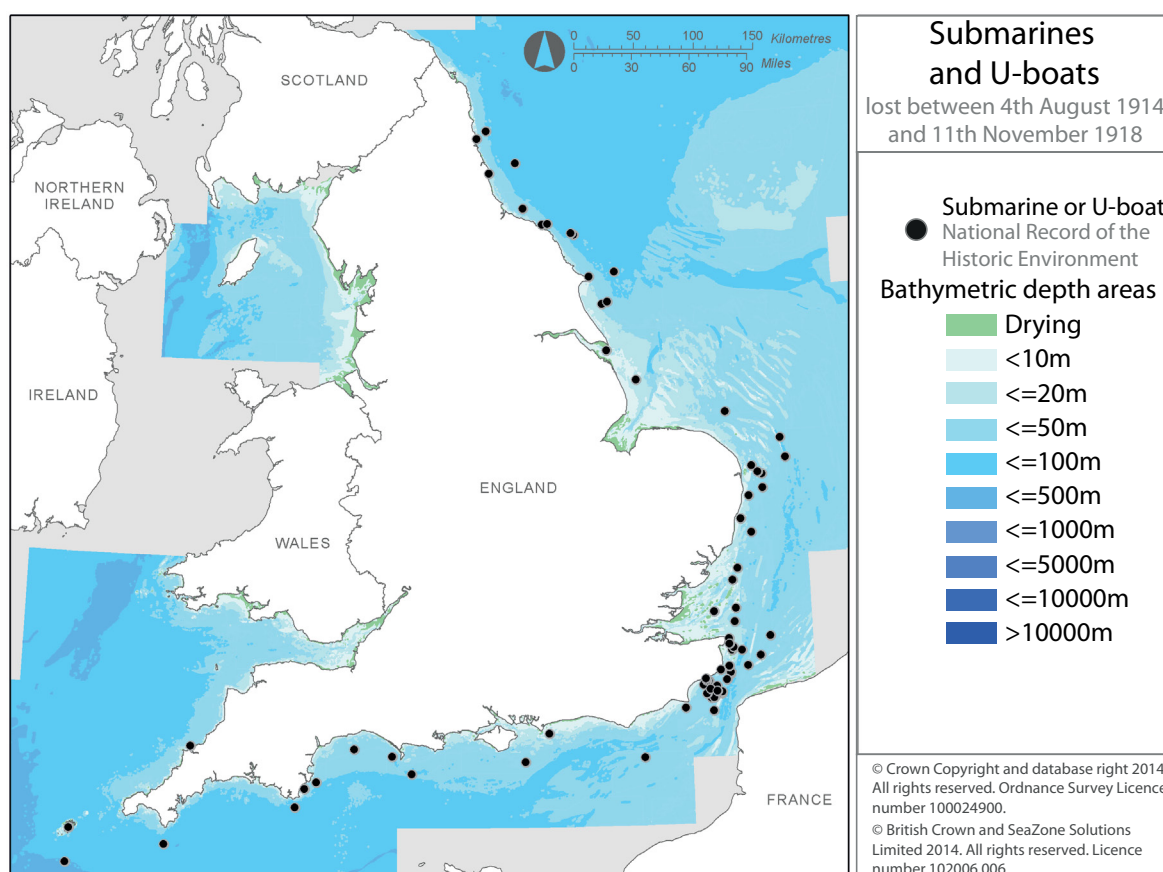 Submarines
and U-boats
lost between 4th August 1914
and 11th November 1918
Submarine or U-boat
National Record of the
Historic Environment
Bathymetric depth areas
Drying
<10m
<=20m
<=50m
<=100m
<=500m
<=1000m
<=5000m
<=10000m
>10000m
© Crown Copyright and database right 2014
All rights reserved. Ordnance Survey Licence
number 100024900.
© British Crown and SeaZone Solutions
Limited 2014. All rights reserved. Licence
number 102006.006
0 50 100 150 Kilometres
0 30 60 90 Miles
SCOTLAND
NORTHERN
IRELAND
IRELAND
ENGLAND
WALES
FRANCE